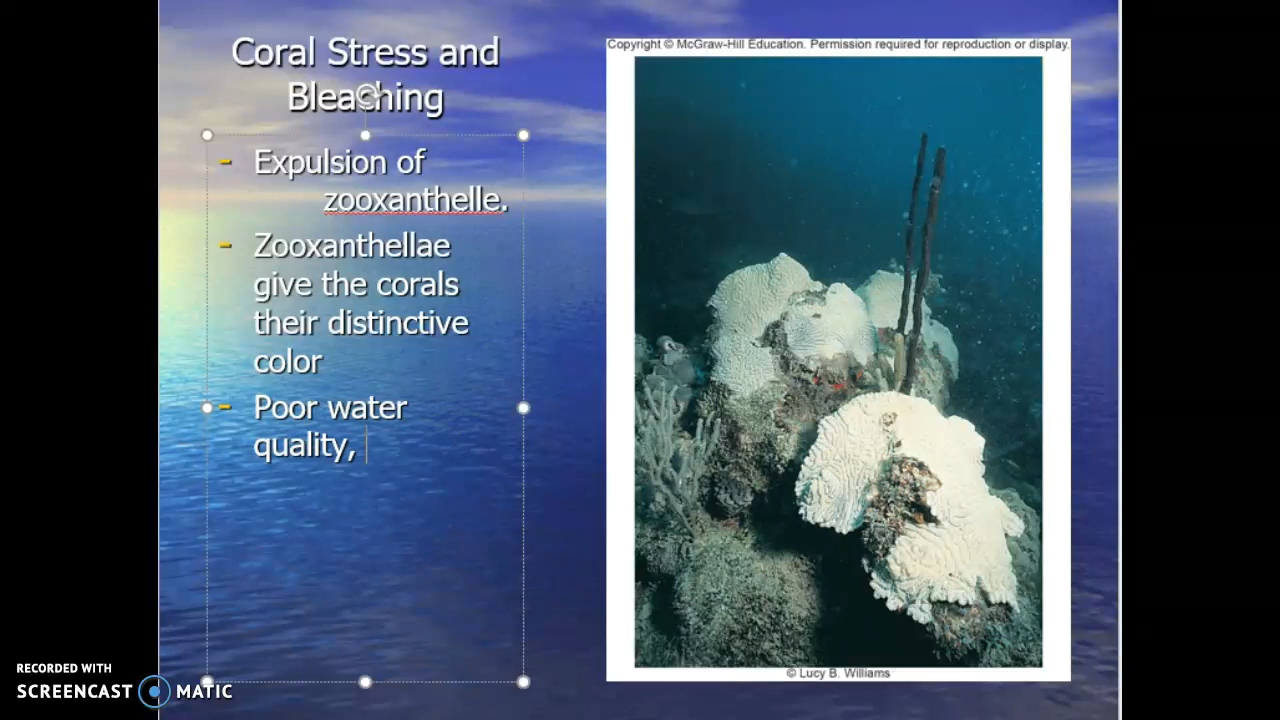 Coral Stress and
Bleaching
- Expulsion of
zooxanthelle.
- Zooxanthellae
give the corals
their distinctive
color
- Poor water
quality,
Copyright © McGraw-Hill Education. Permission required for reproduction or display.
© Lucy B. Williams
RECORDED WITH
SCREENCAST MATIC